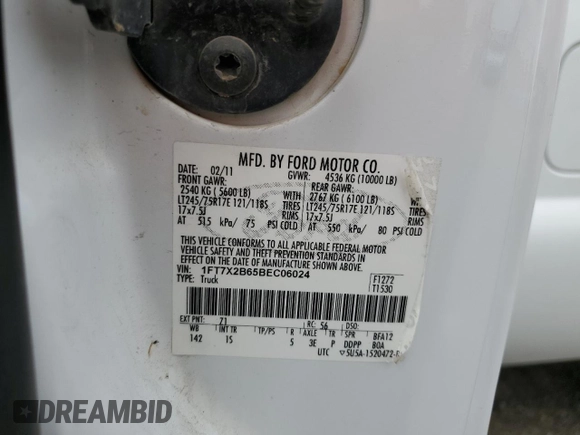 MFD. BY FORD MOTOR CO.
DATE: 02/11 GVWR: 4536 KG (10000 LB)
FRONT GAWR: REAR GAWR:
2540 KG ( 5600 LB) 2767 KG ( 6100 LB)
LT245/75R17E 121/118S TIRES LT245/75R17E 121/118S TIRES
17x7.5J RIMS 17x7.5J RIMS
AT 515 kPa/ 75 PSI COLD AT 550 kPa/ 80 PSI COLD
THIS VEHICLE CONFORMS TO ALL APPLICABLE FEDERAL MOTOR
VEHICLE SAFETY AND THEFT PREVENTION STANDARDS IN
EFFECT ON THE DATE OF MANUFACTURE SHOWN ABOVE.
VIN: 1FT7X2B65BEC06024 F1272
TYPE: Truck T1530
EXT PNT: Z1 RC: 56 DSO:
WB INT TR TP/PS R AXLE TR SPR BFA12
142 1S 5 3E P DDPP BOA
UTC 5U5A-1520472-
DREAMBID